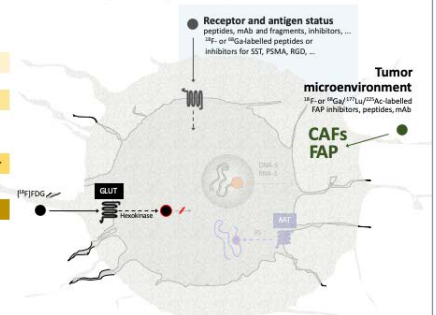 Receptor and antigen status
peptides, mAb and fragments, inhibitors, ...
¹⁸F- or ⁶⁸Ga-labelled peptides or
inhibitors for SST, PSMA, RGD, ...
Tumor
microenvironment
¹⁸F- or ⁶⁸Ga/¹⁷⁷Lu/²²⁵Ac-labelled
FAP inhibitors, peptides, mAb
CAFs
FAP
DNA-S
RNA-S
[¹⁸F]FDG
GLUT
Hexokinase
PS
AAT